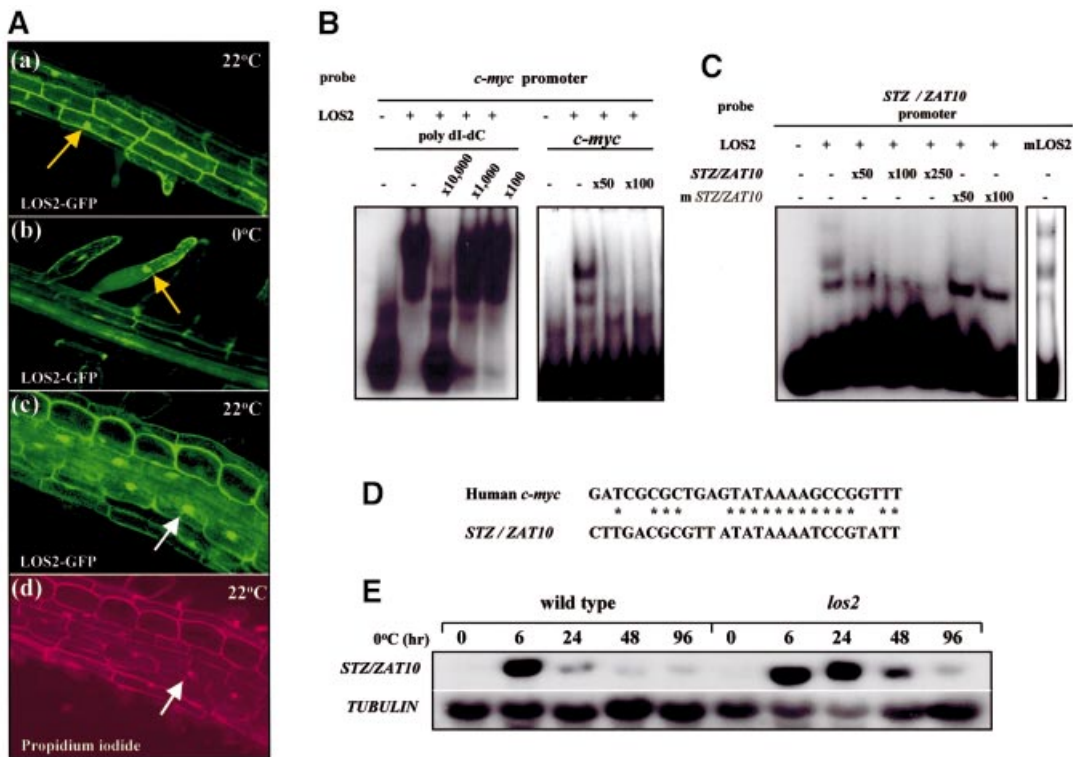 A
(a)
22°C
LOS2-GFP
(b)
0°C
LOS2-GFP
(c)
22°C
LOS2-GFP
(d)
22°C
Propidium iodide
B
probe
c-myc promoter
LOS2
- + + + +
- + + +
poly dI-dC
c-myc
- - x10,000 x1,000 x100
- x50 x100
C
probe
STZ / ZAT10
promoter
LOS2
- + + + + + +
mLOS2
STZ/ZAT10
- - x50 x100 x250 - - -
m STZ/ZAT10
- - - - - x50 x100 -
D
Human c-myc GATCGCGCTGAGTATAAAAGCCGGTTT
* *** *********** **
STZ / ZAT10 CTTGACGCGTT ATATAAAATCCGTATT
E
wild type
los2
0°C (hr) 0 6 24 48 96 0 6 24 48 96
STZ/ZAT10
TUBULIN